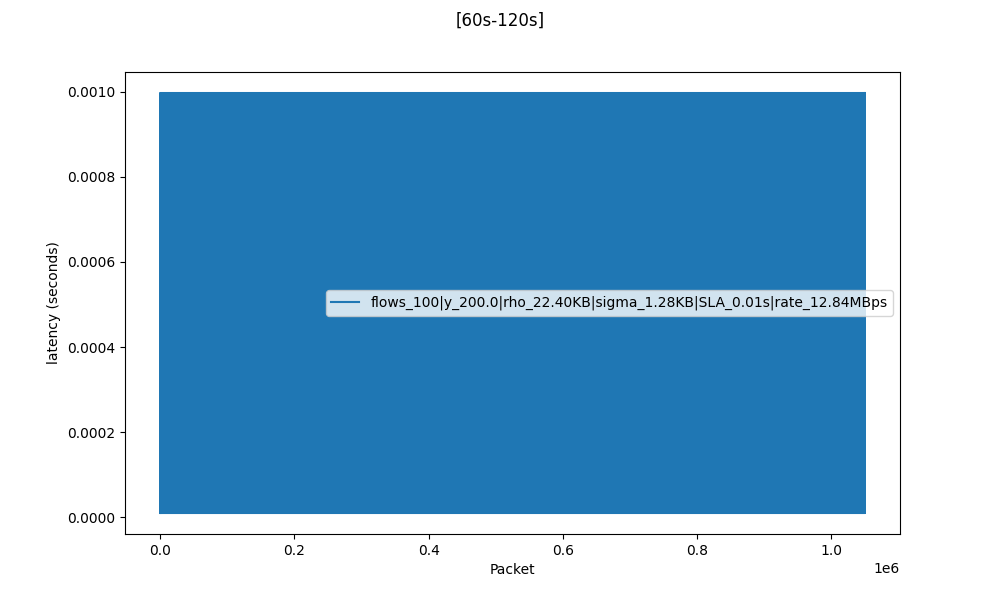 [60s-120s]
0.0010
0.0008
0.0006
0.0004
0.0002
0.0000
latency (seconds)
flows_100|y_200.0|rho_22.40KB|sigma_1.28KB|SLA_0.01s|rate_12.84MBps
0.0 0.2 0.4 0.6 0.8 1.0
1e6
Packet